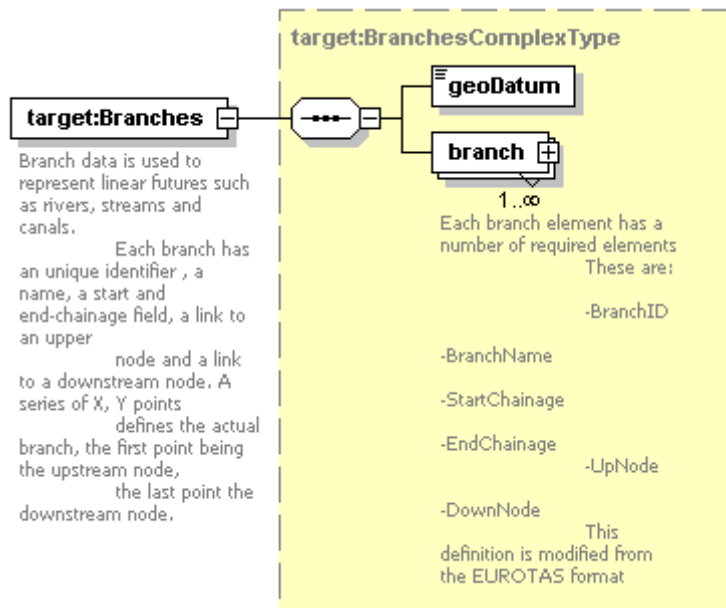 target:BranchesComplexType
geoDatum
target:Branches
branch
1..∞
Branch data is used to
represent linear futures such
as rivers, streams and
canals.
Each branch has
an unique identifier , a
name, a start and
end-chainage field, a link to
an upper
node and a link
to a downstream node. A
series of X, Y points
defines the actual
branch, the first point being
the upstream node,
the last point the
downstream node.
Each branch element has a
number of required elements
These are:
-BranchID
-BranchName
-StartChainage
-EndChainage
-UpNode
-DownNode
This
definition is modified from
the EUROTAS format